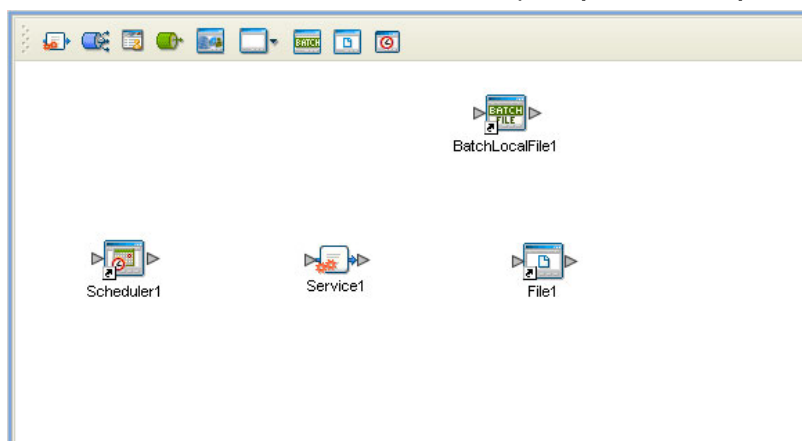 BATCH
BATCH
FILE
BatchLocalFile1
Scheduler1
Service1
File1